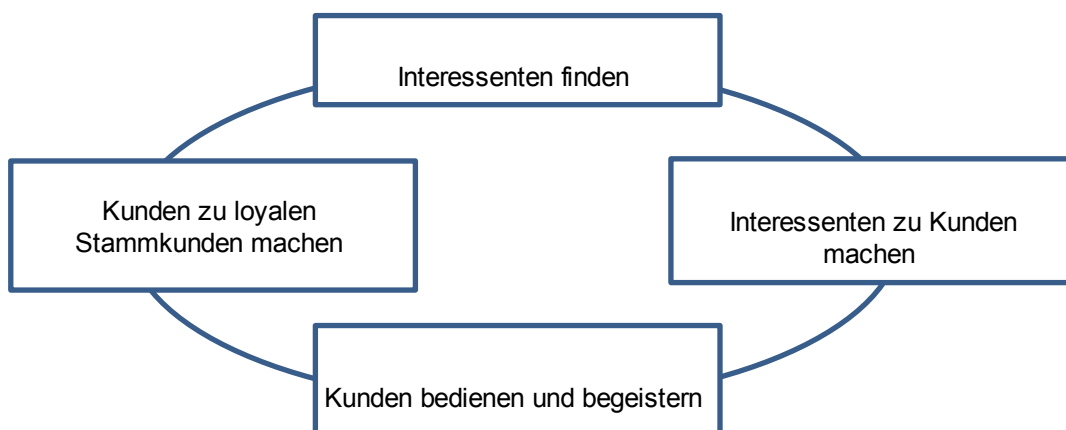 Interessenten finden
Kunden zu loyalen
Stammkunden machen
Interessenten zu Kunden
machen
Kunden bedienen und begeistern